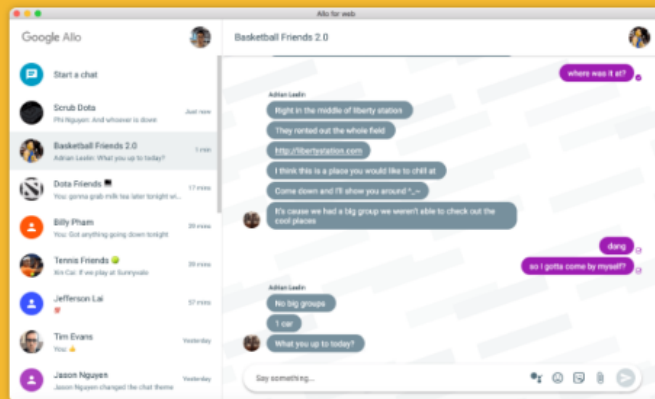 Allo for web
Google Allo
Start a chat
Scrub Dota
Just now
Phi Nguyen: And whoever is down
Basketball Friends 2.0
1 min
Adrian Leelin: What you up to today?
Dota Friends
17 mins
You: gonna grab milk tea later tonight wi...
Billy Pham
39 mins
You: Got anything going down tonight
Tennis Friends
39 mins
Xin Cai: If we play at Sunnyvale
Jefferson Lai
57 mins
💯
Tim Evans
Yesterday
You: 👍
Jason Nguyen
Yesterday
Jason Nguyen changed the chat theme
Basketball Friends 2.0
where was it at?
Adrian Leelin
Right in the middle of liberty station
They rented out the whole field
http://libertystation.com
I think this is a place you would like to chill at
Come down and I'll show you around ^_~
It's cause we had a big group we weren't able to check out the
cool places
dang
so I gotta come by myself?
Adrian Leelin
No big groups
1 car
What you up to today?
Say something...